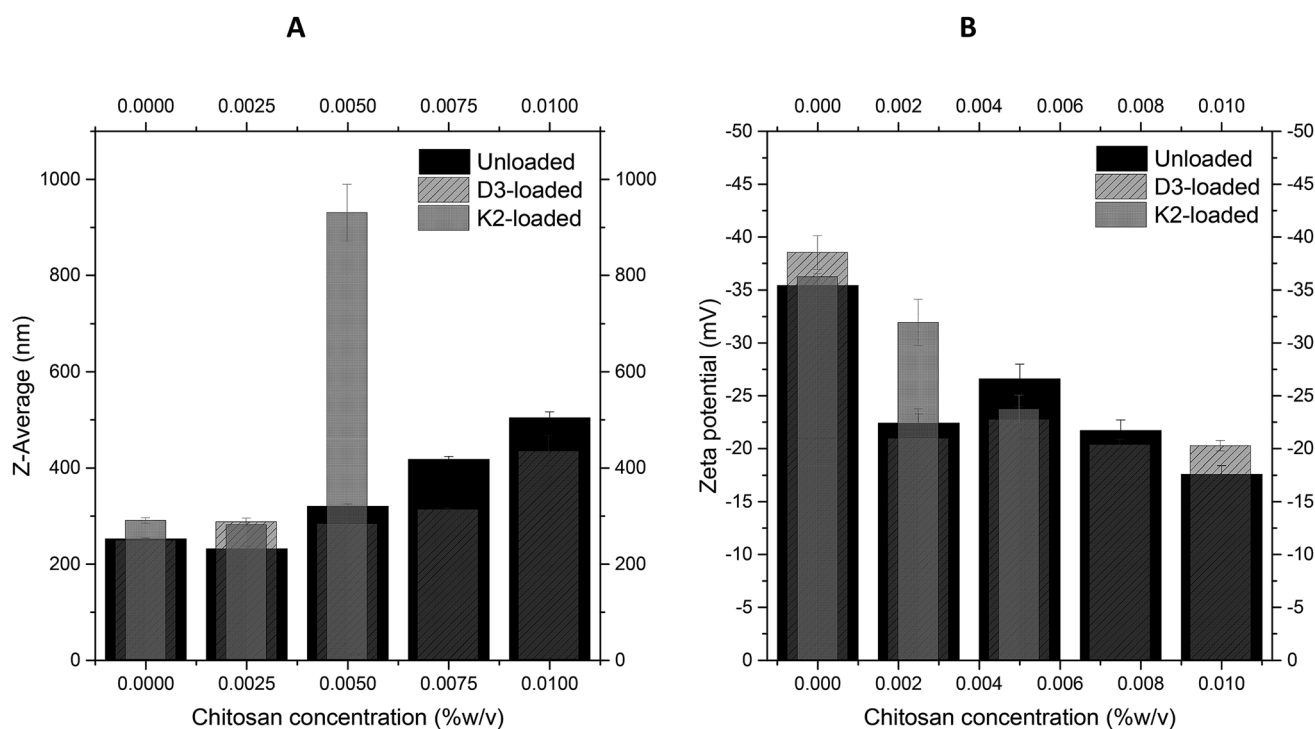 A
0.0000 0.0025 0.0050 0.0075 0.0100
Unloaded
D3-loaded
K2-loaded
1000 1000
800 800
600 600
400 400
200 200
0 0
Z-Average (nm)
0.0000 0.0025 0.0050 0.0075 0.0100
Chitosan concentration (%w/v)
B
0.000 0.002 0.004 0.006 0.008 0.010
Unloaded
D3-loaded
K2-loaded
-50 -50
-45 -45
-40 -40
-35 -35
-30 -30
-25 -25
-20 -20
-15 -15
-10 -10
-5 -5
0 0
Zeta potential (mV)
0.000 0.002 0.004 0.006 0.008 0.010
Chitosan concentration (%w/v)